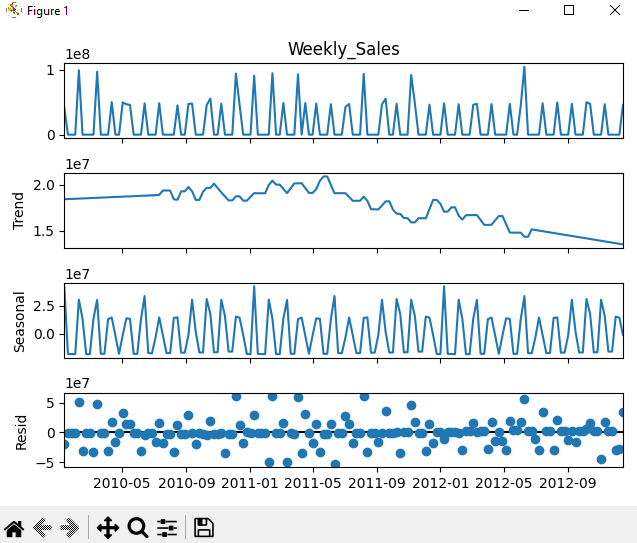 Figure 1
Weekly_Sales
1e8
1
0
1e7
2.0
1.5
Trend
1e7
2.5
0.0
Seasonal
1e7
5
0
−5
Resid
2010-05 2010-09 2011-01 2011-05 2011-09 2012-01 2012-05 2012-09